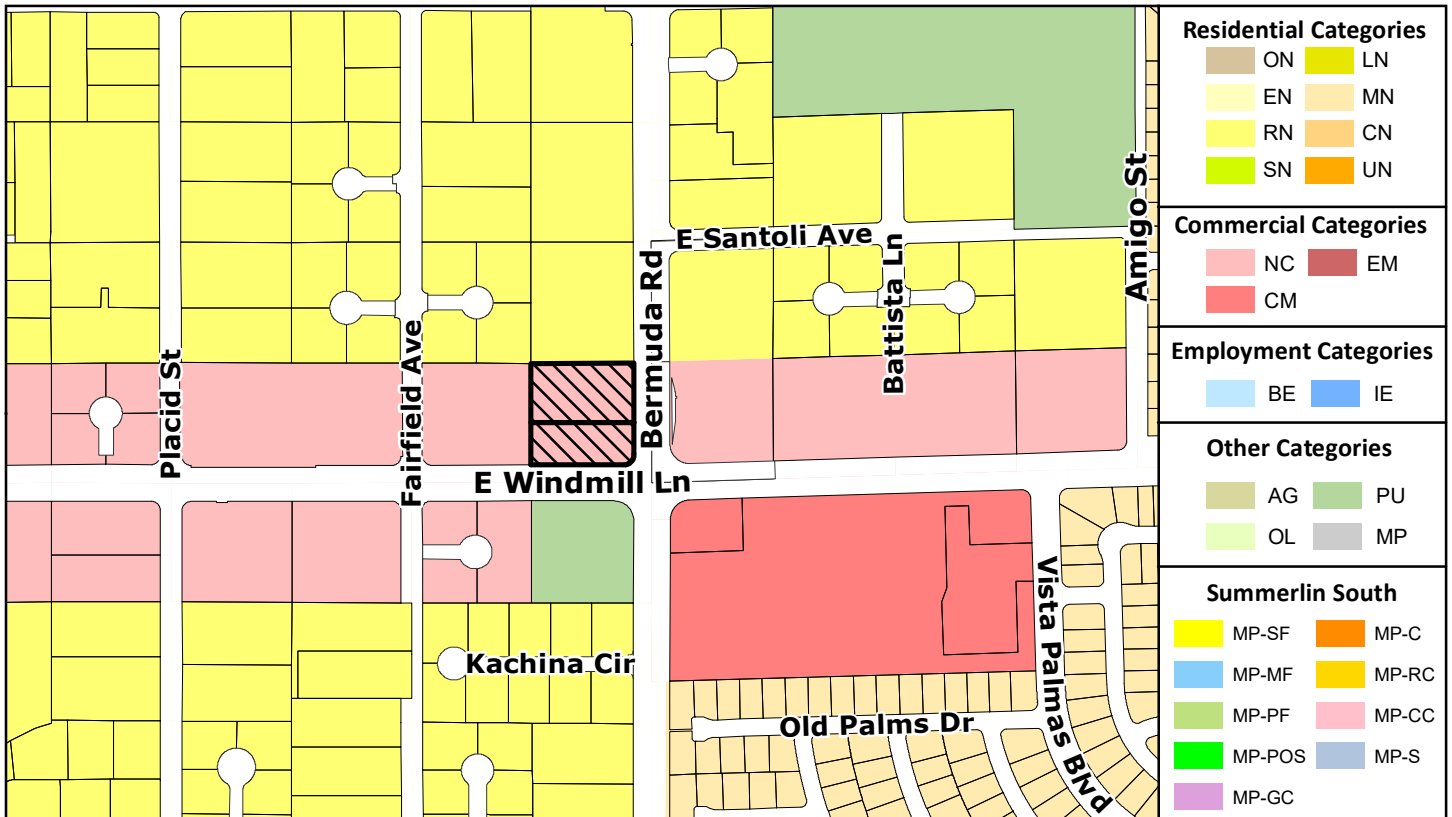 E Santoli Ave
Amigo St
Bermuda Rd
Battista Ln
Placid St
Fairfield Ave
E Windmill Ln
Kachina Cir
Vista Palmas Blvd
Old Palms Dr
Residential Categories
ON LN
EN MN
RN CN
SN UN
Commercial Categories
NC EM
CM
Employment Categories
BE IE
Other Categories
AG PU
OL MP
Summerlin South
MP-SF MP-C
MP-MF MP-RC
MP-PF MP-CC
MP-POS MP-S
MP-GC